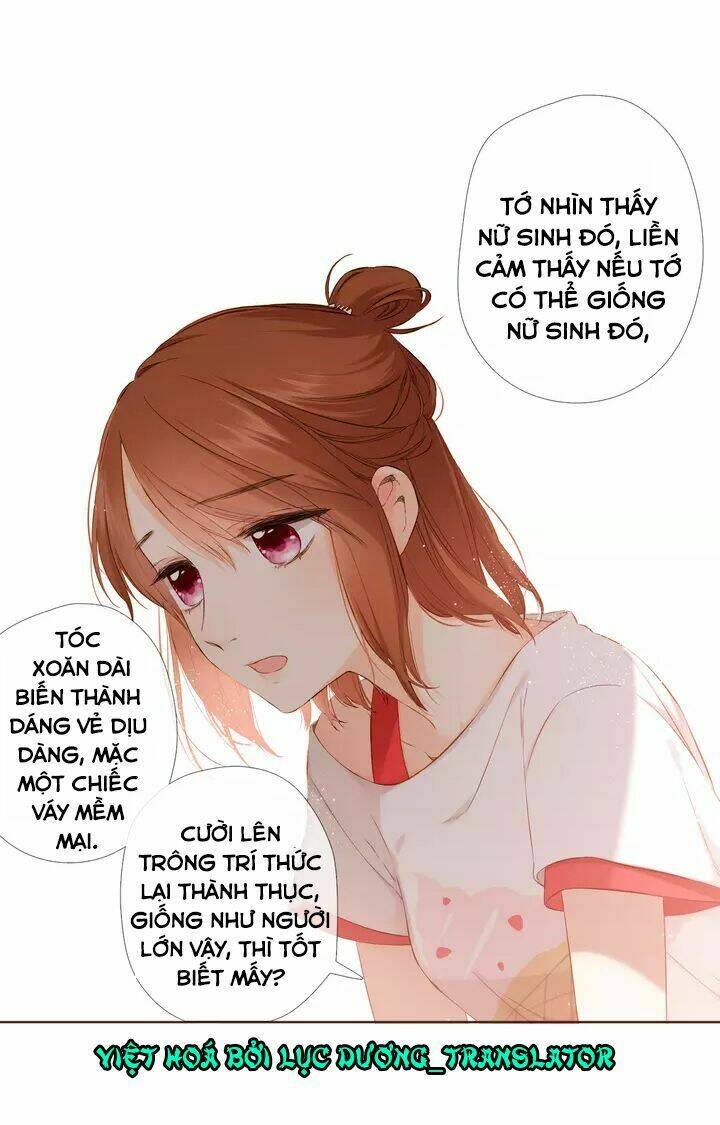 TỚ NHÌN THẤY
NỮ SINH ĐÓ, LIỀN
CẢM THẤY NẾU TỚ
CÓ THỂ GIỐNG
NỮ SINH ĐÓ,
TÓC
XOĂN DÀI
BIẾN THÀNH
DÁNG VẺ DỊU
DÀNG, MẶC
MỘT CHIẾC
VÁY MỀM
MẠI.
CƯỜI LÊN
TRÔNG TRÍ THỨC
LẠI THÀNH THỤC,
GIỐNG NHƯ NGƯỜI
LỚN VẬY, THÌ TỐT
BIẾT MẤY?
VIỆT HOÁ BỞI LỤC DƯƠNG_TRANSLATOR